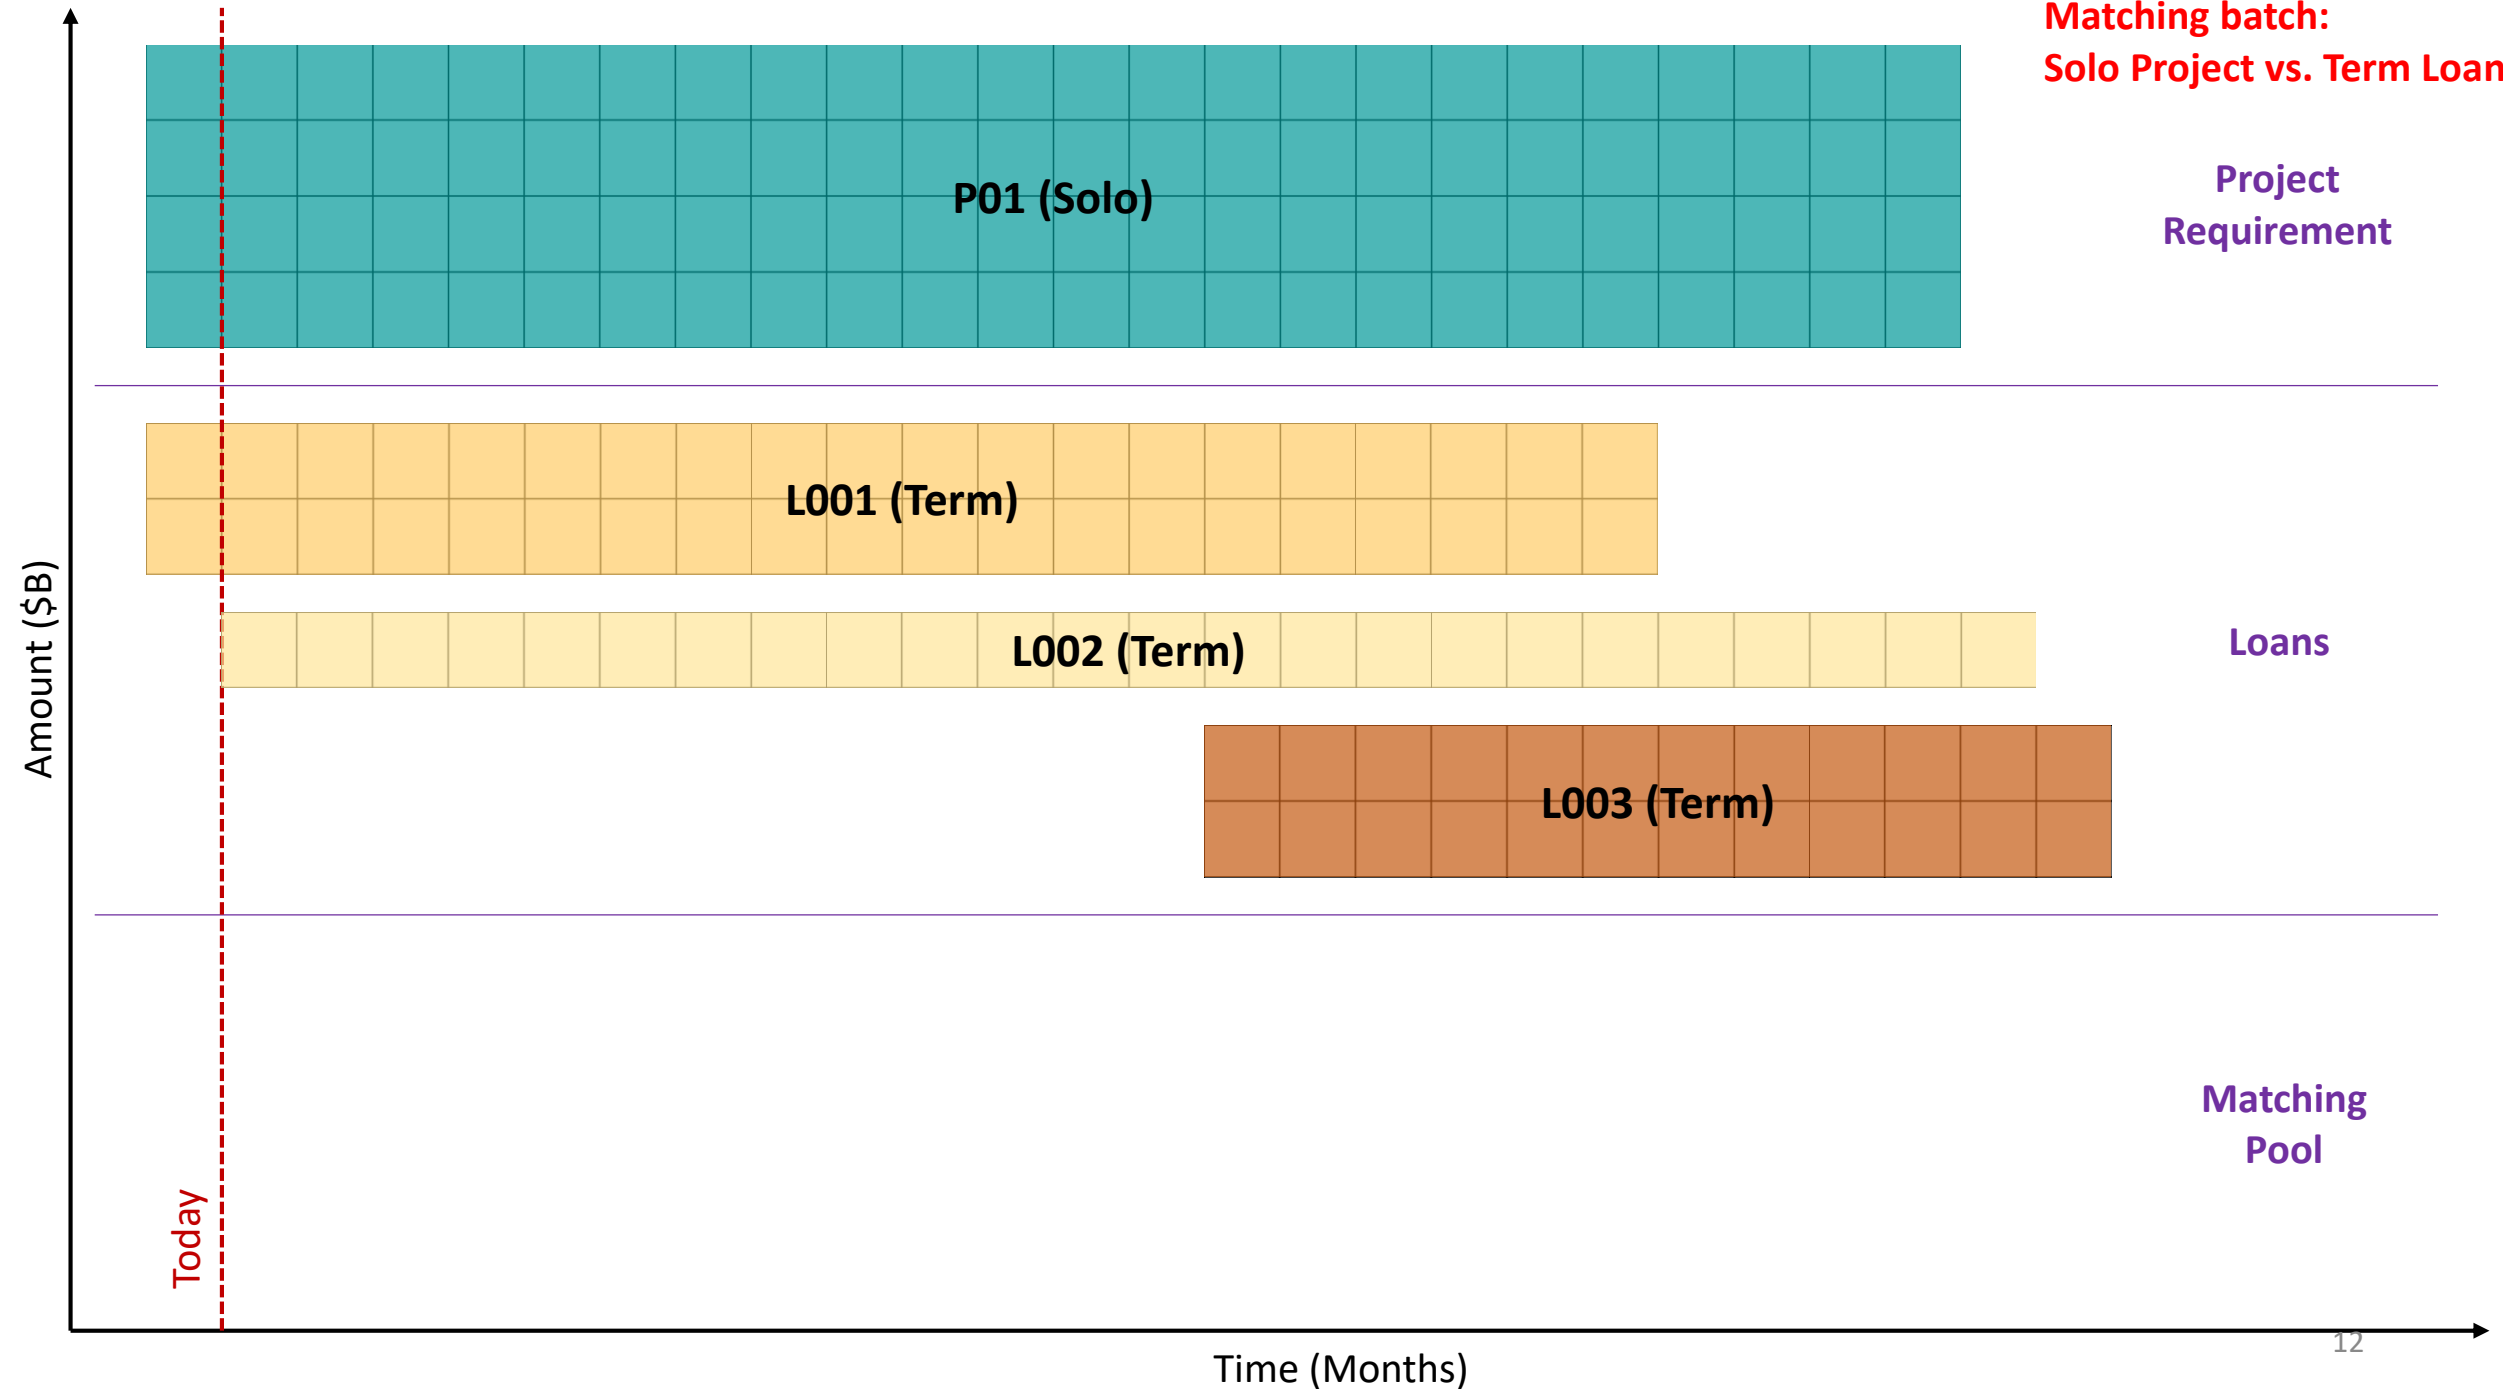 Matching batch:
Solo Project vs. Term Loan
P01 (Solo)
Project
Requirement
L001 (Term)
L002 (Term)
Loans
L003 (Term)
Amount ($B)
Matching
Pool
Today
12
Time (Months)